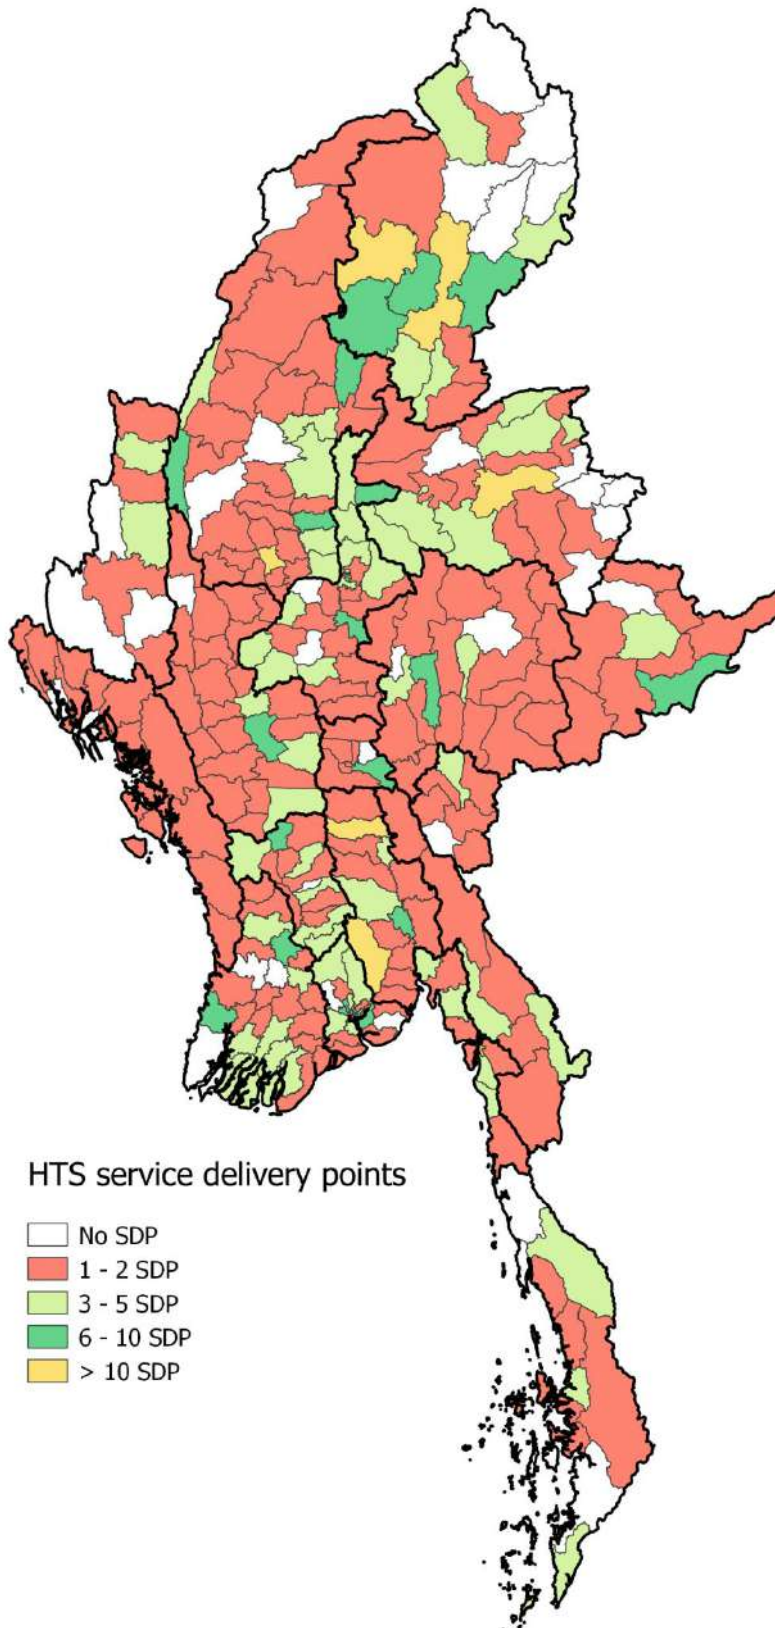 HTS service delivery points
No SDP
1 - 2 SDP
3 - 5 SDP
6 - 10 SDP
> 10 SDP